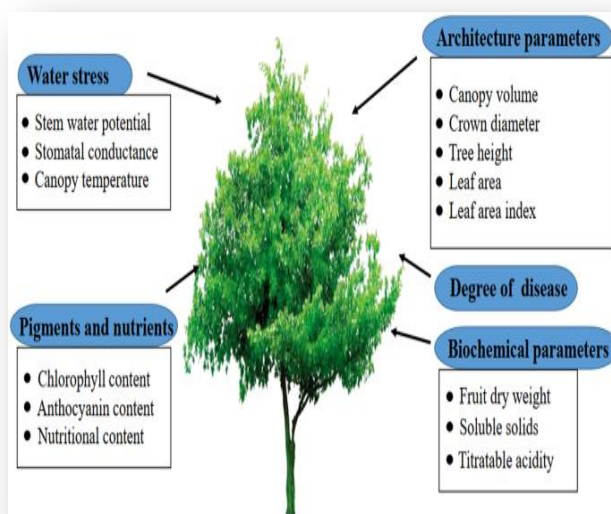 Water stress
● Stem water potential
● Stomatal conductance
● Canopy temperature
Architecture parameters
● Canopy volume
● Crown diameter
● Tree height
● Leaf area
● Leaf area index
Pigments and nutrients
● Chlorophyll content
● Anthocyanin content
● Nutritional content
Degree of disease
Biochemical parameters
● Fruit dry weight
● Soluble solids
● Titratable acidity